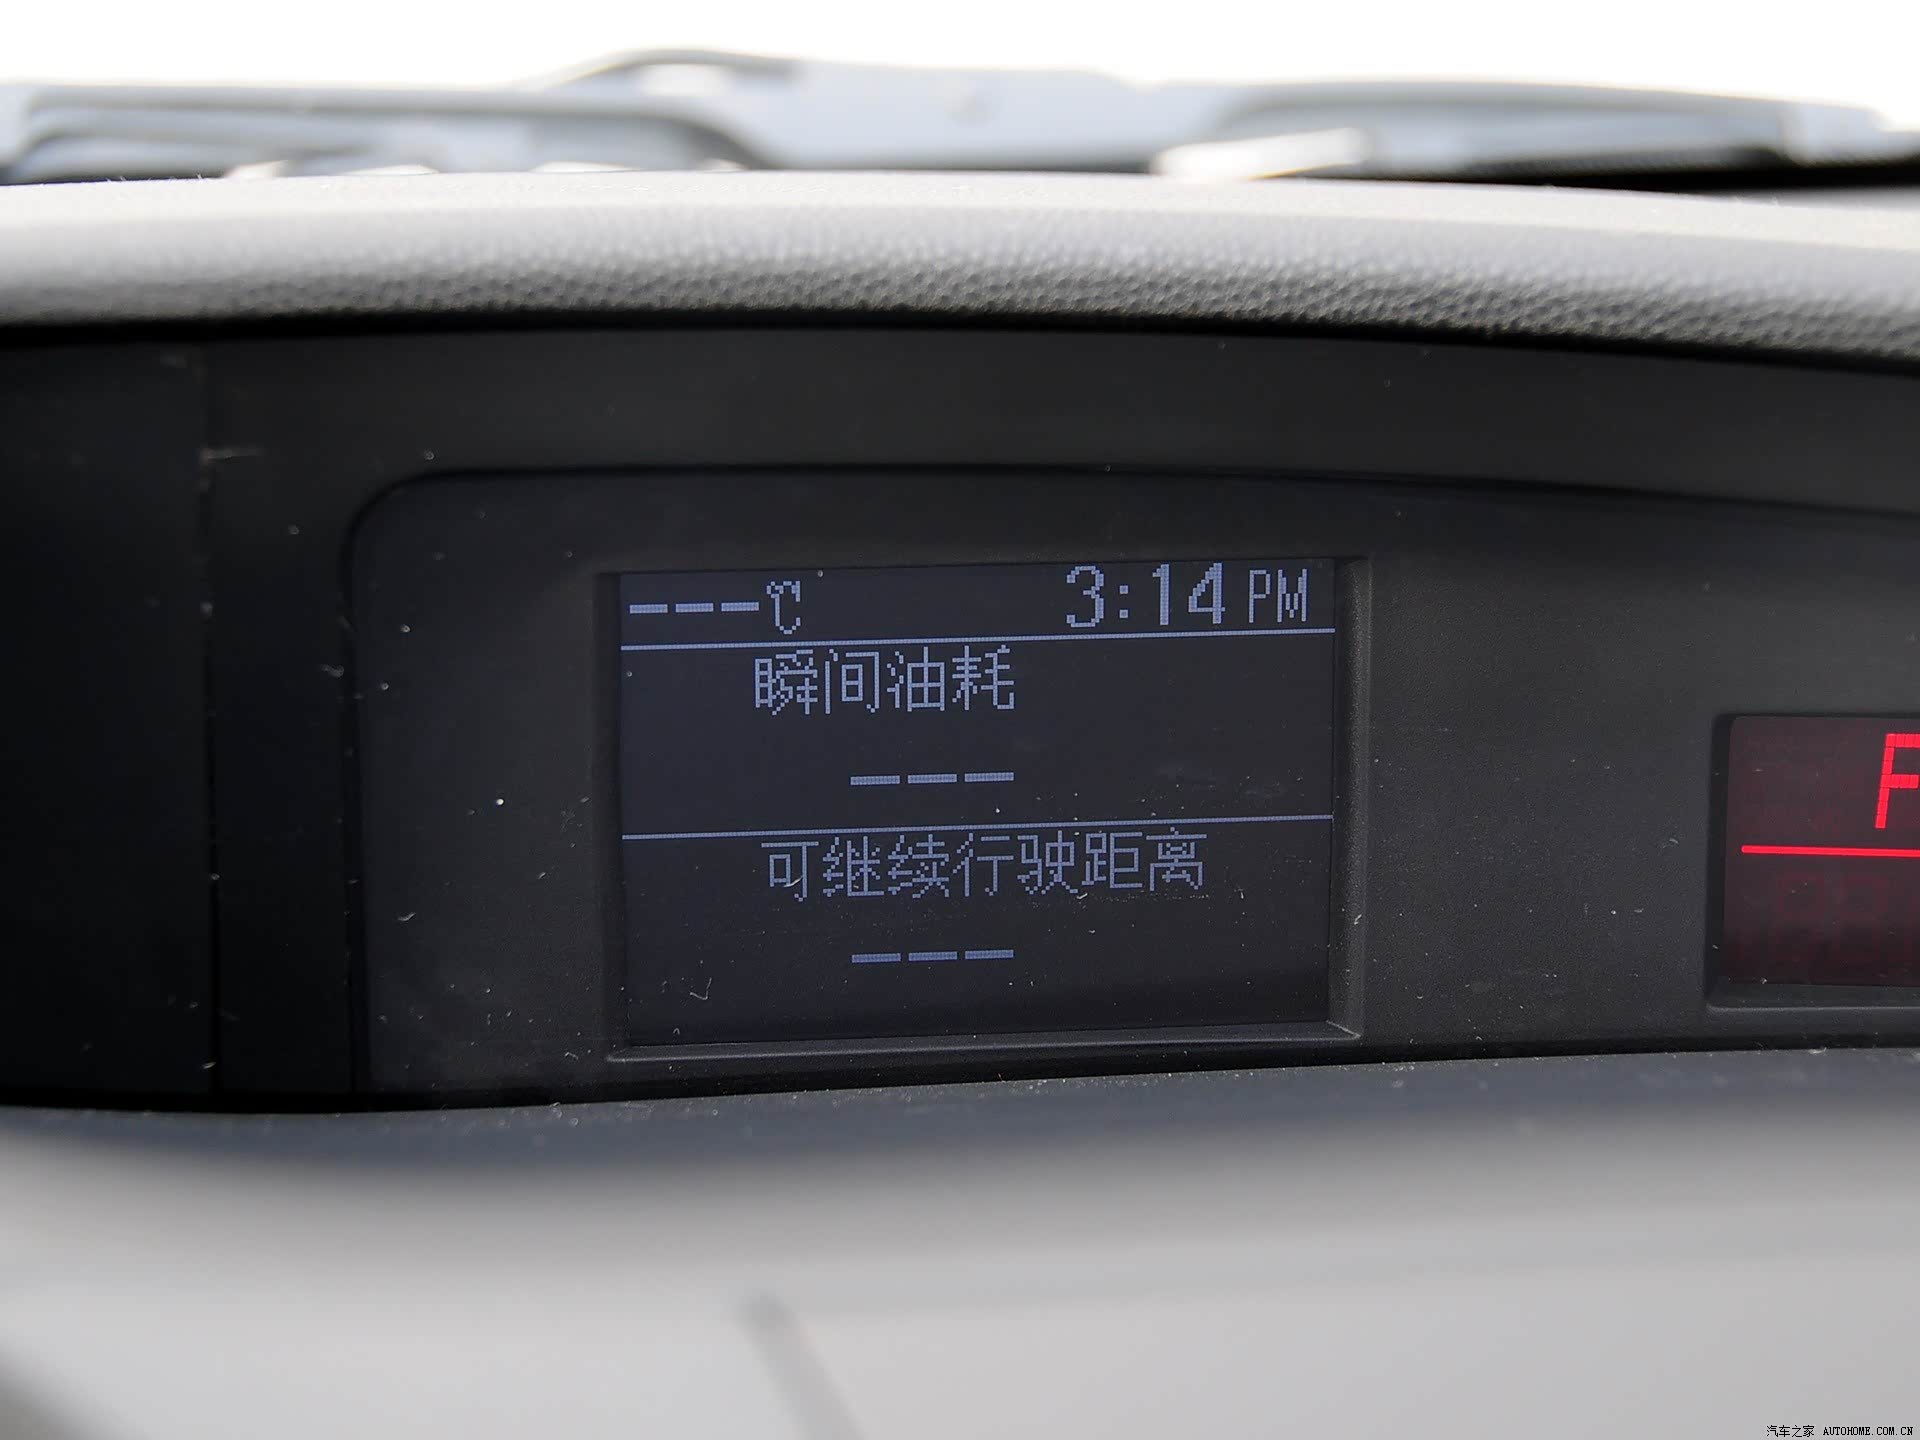 ---℃ 3:14 PM
瞬间油耗
---
可继续行驶距离
---
汽车之家 AUTOHOME.COM.CN